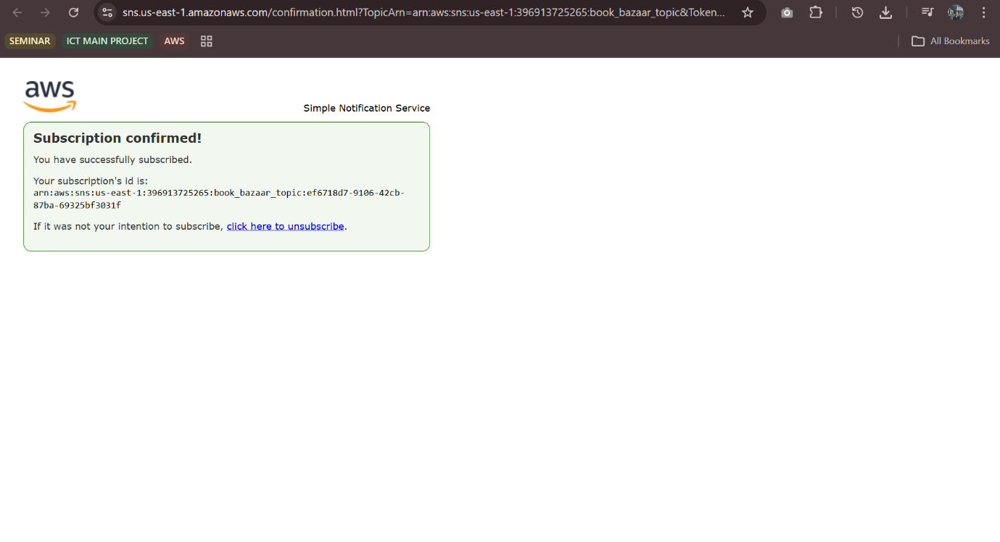 sns.us-east-1.amazonaws.com/confirmation.html?TopicArn=arn:aws:sns:us-east-1:396913725265:book_bazaar_topic&Token...
SEMINAR ICT MAIN PROJECT AWS All Bookmarks
aws
Simple Notification Service
Subscription confirmed!
You have successfully subscribed.
Your subscription's id is:
arn:aws:sns:us-east-1:396913725265:book_bazaar_topic:ef6718d7-9106-42cb-
87ba-69325bf3031f
If it was not your intention to subscribe, click here to unsubscribe.